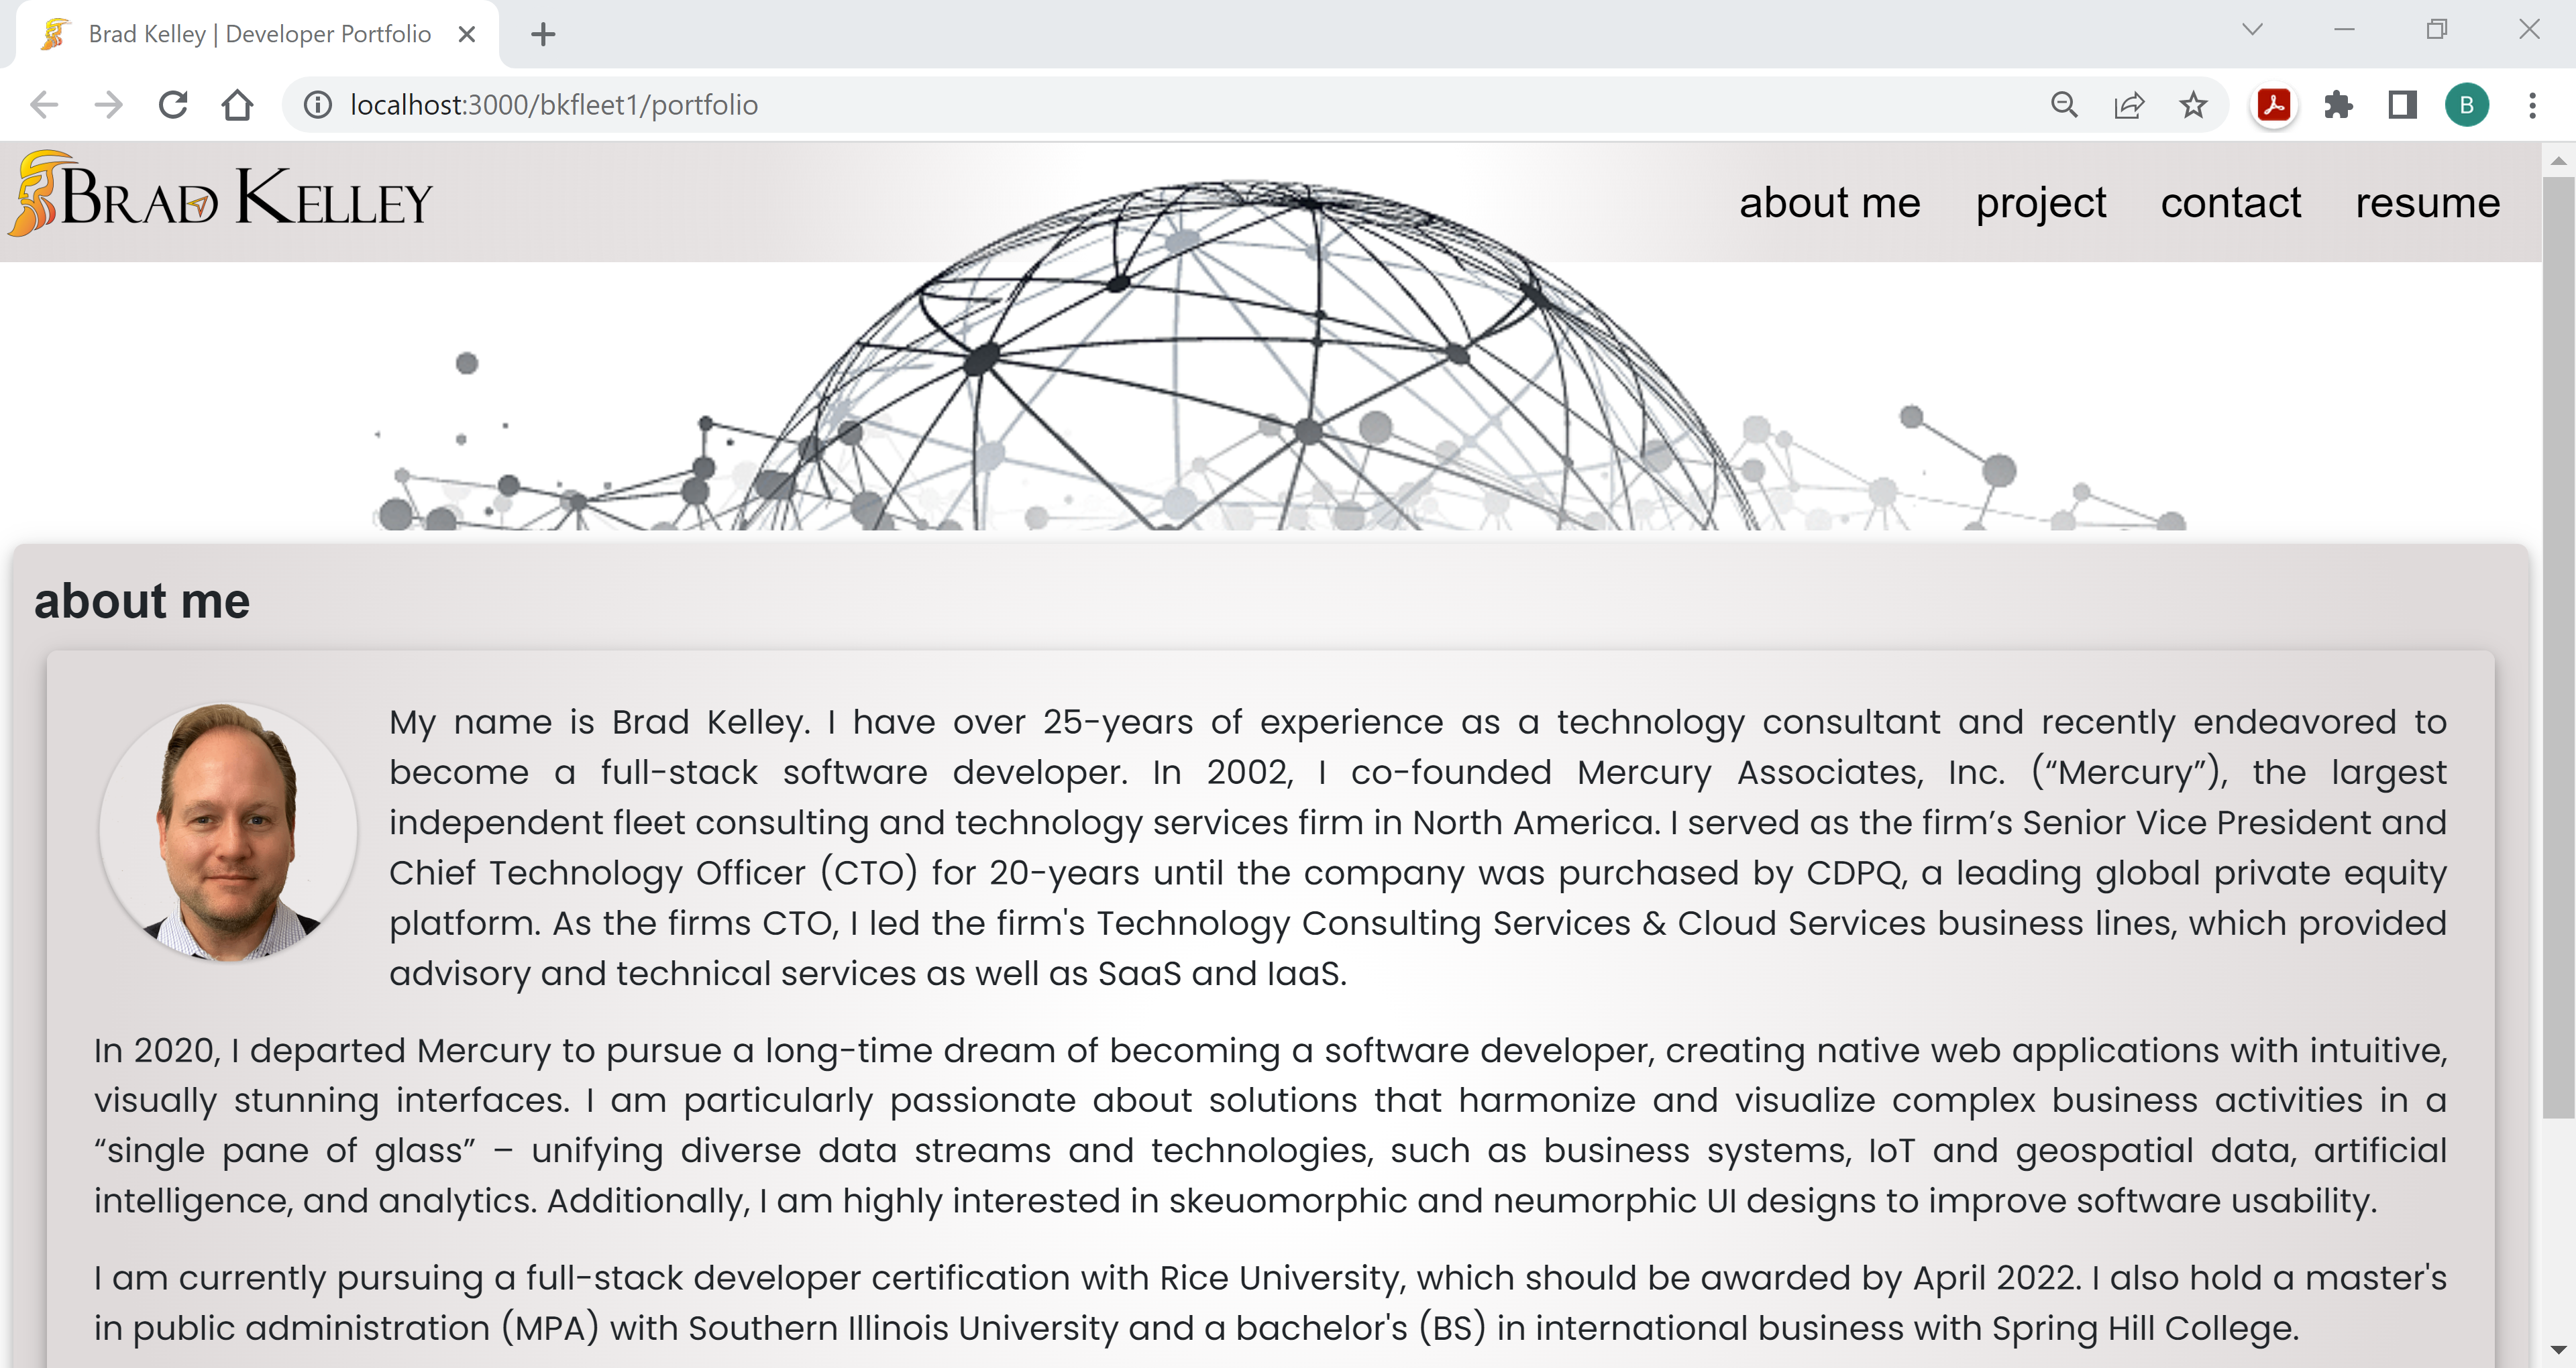 Brad Kelley | Developer Portfolio
localhost:3000/bkfleet1/portfolio
B
BRAD KELLEY
about me project contact resume
about me
My name is Brad Kelley. I have over 25-years of experience as a technology consultant and recently endeavored to
become a full-stack software developer. In 2002, I co-founded Mercury Associates, Inc. (“Mercury”), the largest
independent fleet consulting and technology services firm in North America. I served as the firm’s Senior Vice President and
Chief Technology Officer (CTO) for 20-years until the company was purchased by CDPQ, a leading global private equity
platform. As the firms CTO, I led the firm's Technology Consulting Services & Cloud Services business lines, which provided
advisory and technical services as well as SaaS and IaaS.
In 2020, I departed Mercury to pursue a long-time dream of becoming a software developer, creating native web applications with intuitive,
visually stunning interfaces. I am particularly passionate about solutions that harmonize and visualize complex business activities in a
“single pane of glass” – unifying diverse data streams and technologies, such as business systems, IoT and geospatial data, artificial
intelligence, and analytics. Additionally, I am highly interested in skeuomorphic and neumorphic UI designs to improve software usability.
I am currently pursuing a full-stack developer certification with Rice University, which should be awarded by April 2022. I also hold a master's
in public administration (MPA) with Southern Illinois University and a bachelor's (BS) in international business with Spring Hill College.